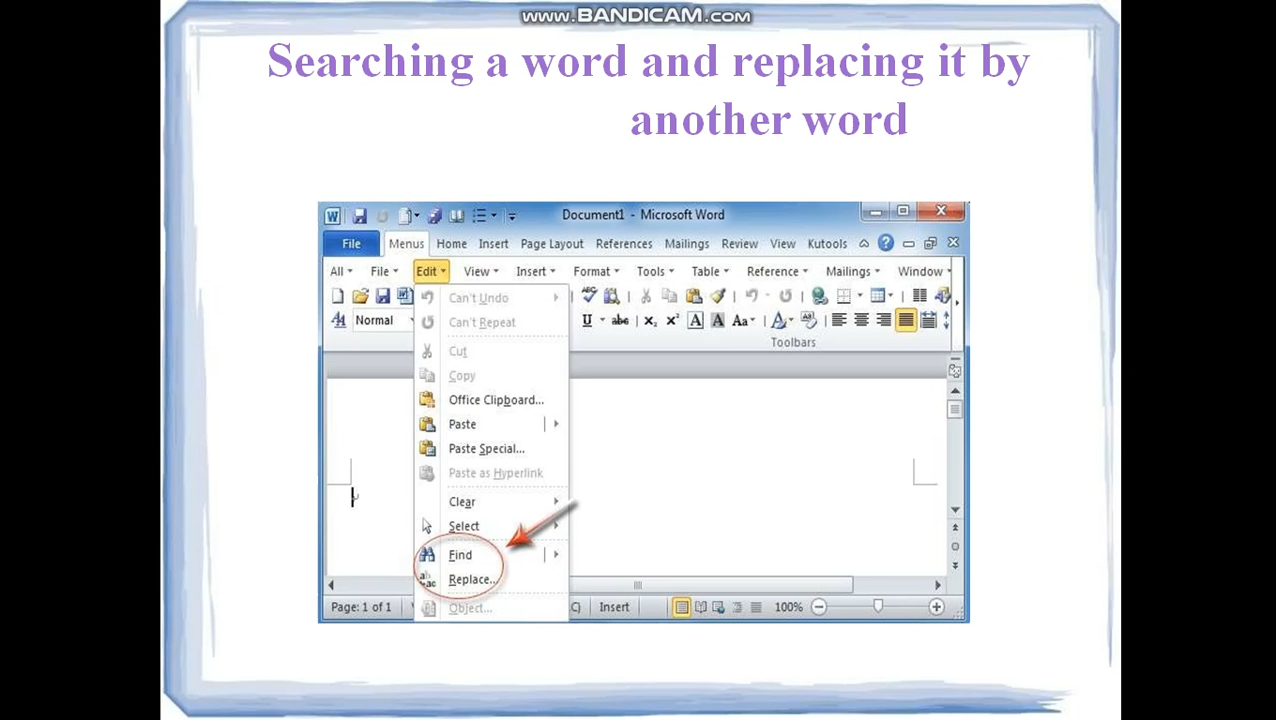 www.BANDICAM.com
Searching a word and replacing it by
another word
Document1 - Microsoft Word
File Menus Home Insert Page Layout References Mailings Review View Kutools
All File Edit View Insert Format Tools Table Reference Mailings Window
Can't Undo
Normal
Can't Repeat
Toolbars
Cut
Copy
Office Clipboard...
Paste
Paste Special...
Paste as Hyperlink
Clear
Select
Find
Replace...
Object...
Page: 1 of 1 Insert 100%